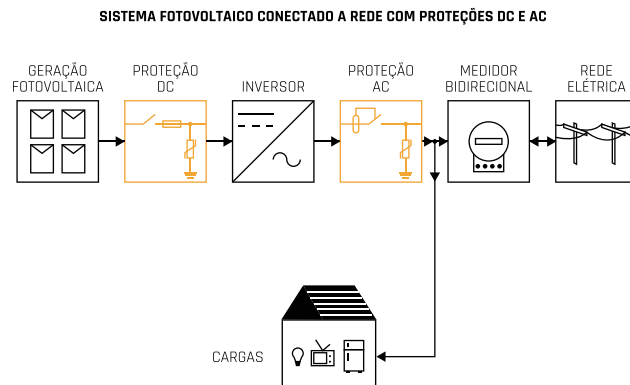 SISTEMA FOTOVOLTAICO CONECTADO A REDE COM PROTEÇÕES DC E AC
GERAÇÃO
FOTOVOLTAICA
PROTEÇÃO
DC
INVERSOR
PROTEÇÃO
AC
MEDIDOR
BIDIRECIONAL
REDE
ELÉTRICA
CARGAS